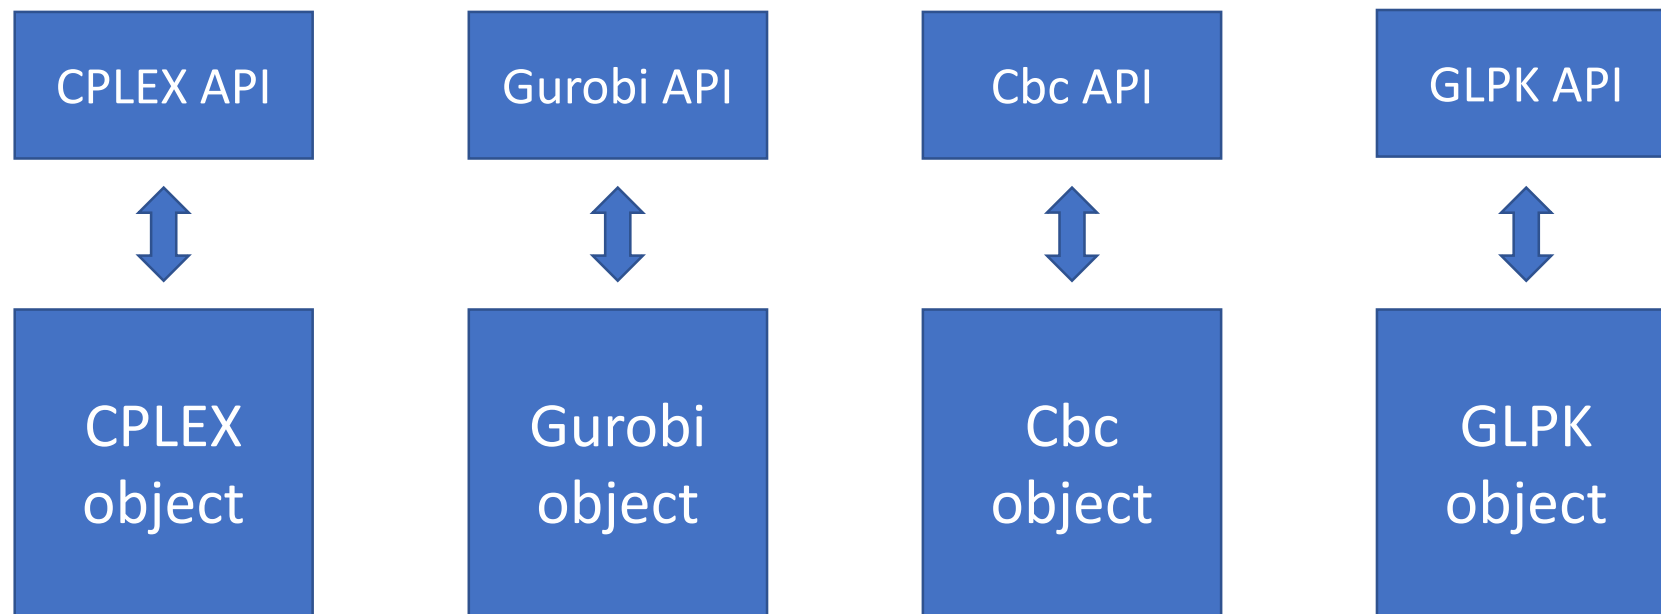 CPLEX API
Gurobi API
Cbc API
GLPK API
CPLEX
object
Gurobi
object
Cbc
object
GLPK
object